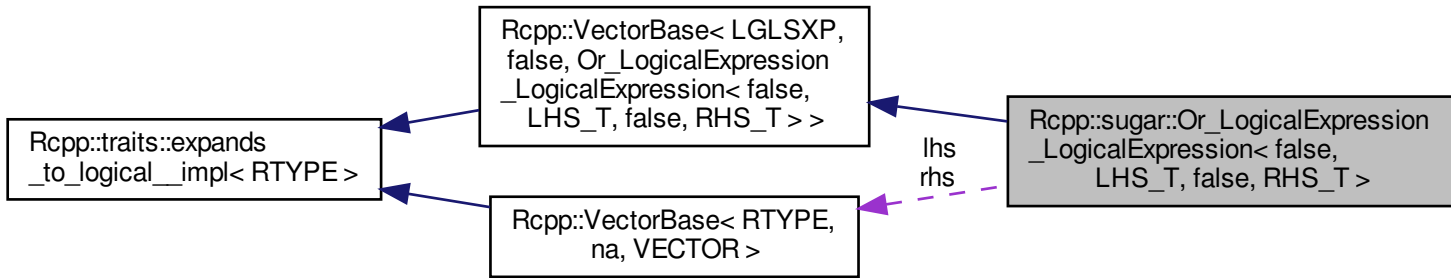 Rcpp::traits::expands
_to_logical__impl< RTYPE >
Rcpp::VectorBase< LGLSXP,
false, Or_LogicalExpression
_LogicalExpression< false,
LHS_T, false, RHS_T > >
Rcpp::VectorBase< RTYPE,
na, VECTOR >
lhs
rhs
Rcpp::sugar::Or_LogicalExpression
_LogicalExpression< false,
LHS_T, false, RHS_T >